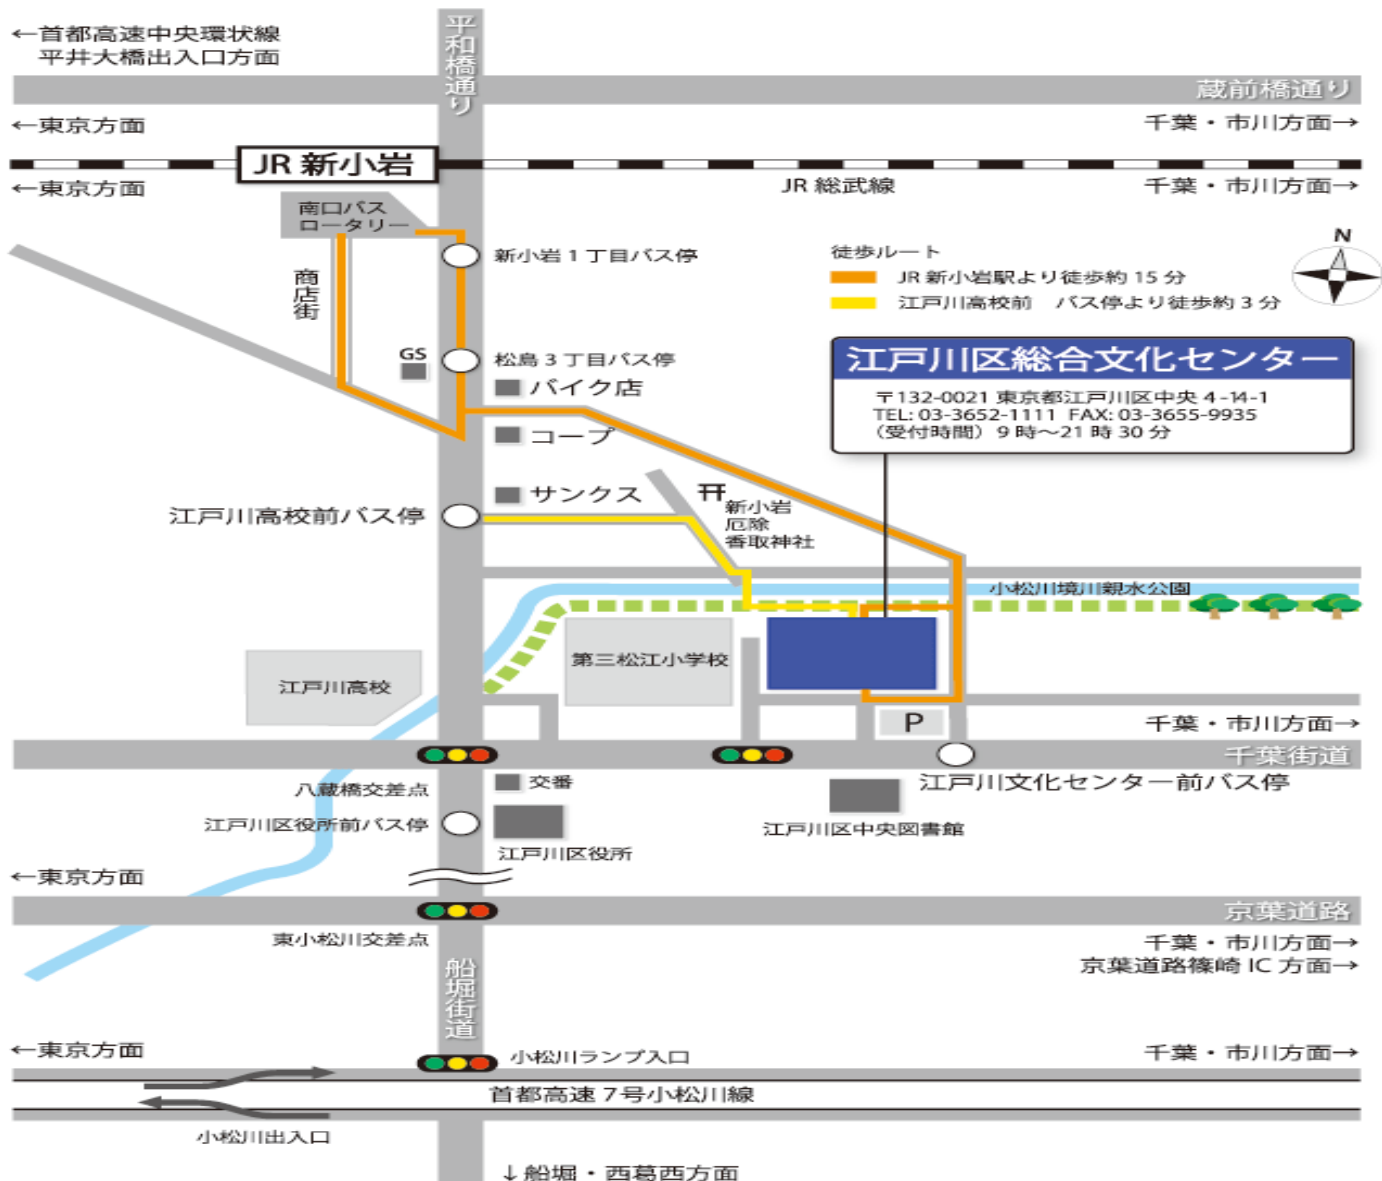 ←首都高速中央環状線
平井大橋出入口方面
平和橋通り
蔵前橋通り
←東京方面
千葉・市川方面→
JR 新小岩
←東京方面
JR 総武線
千葉・市川方面→
南口バス
ロータリー
商店街
新小岩 1 丁目バス停
徒歩ルート
JR 新小岩駅より徒歩約 15 分
江戸川高校前 バス停より徒歩約 3 分
N
GS
松島 3 丁目バス停
バイク店
コープ
江戸川区総合文化センター
〒132-0021 東京都江戸川区中央 4-14-1
TEL: 03-3652-1111 FAX: 03-3655-9935
（受付時間）9 時～21 時 30 分
サンクス
江戸川高校前バス停
新小岩
厄除
香取神社
小松川境川親水公園
第三松江小学校
江戸川高校
P
千葉・市川方面→
千葉街道
八蔵橋交差点
交番
江戸川文化センター前バス停
江戸川区役所前バス停
江戸川区役所
江戸川区中央図書館
←東京方面
京葉道路
東小松川交差点
千葉・市川方面→
京葉道路篠崎 IC 方面→
船堀街道
←東京方面
小松川ランプ入口
千葉・市川方面→
首都高速 7 号小松川線
小松川出入口
↓船堀・西葛西方面